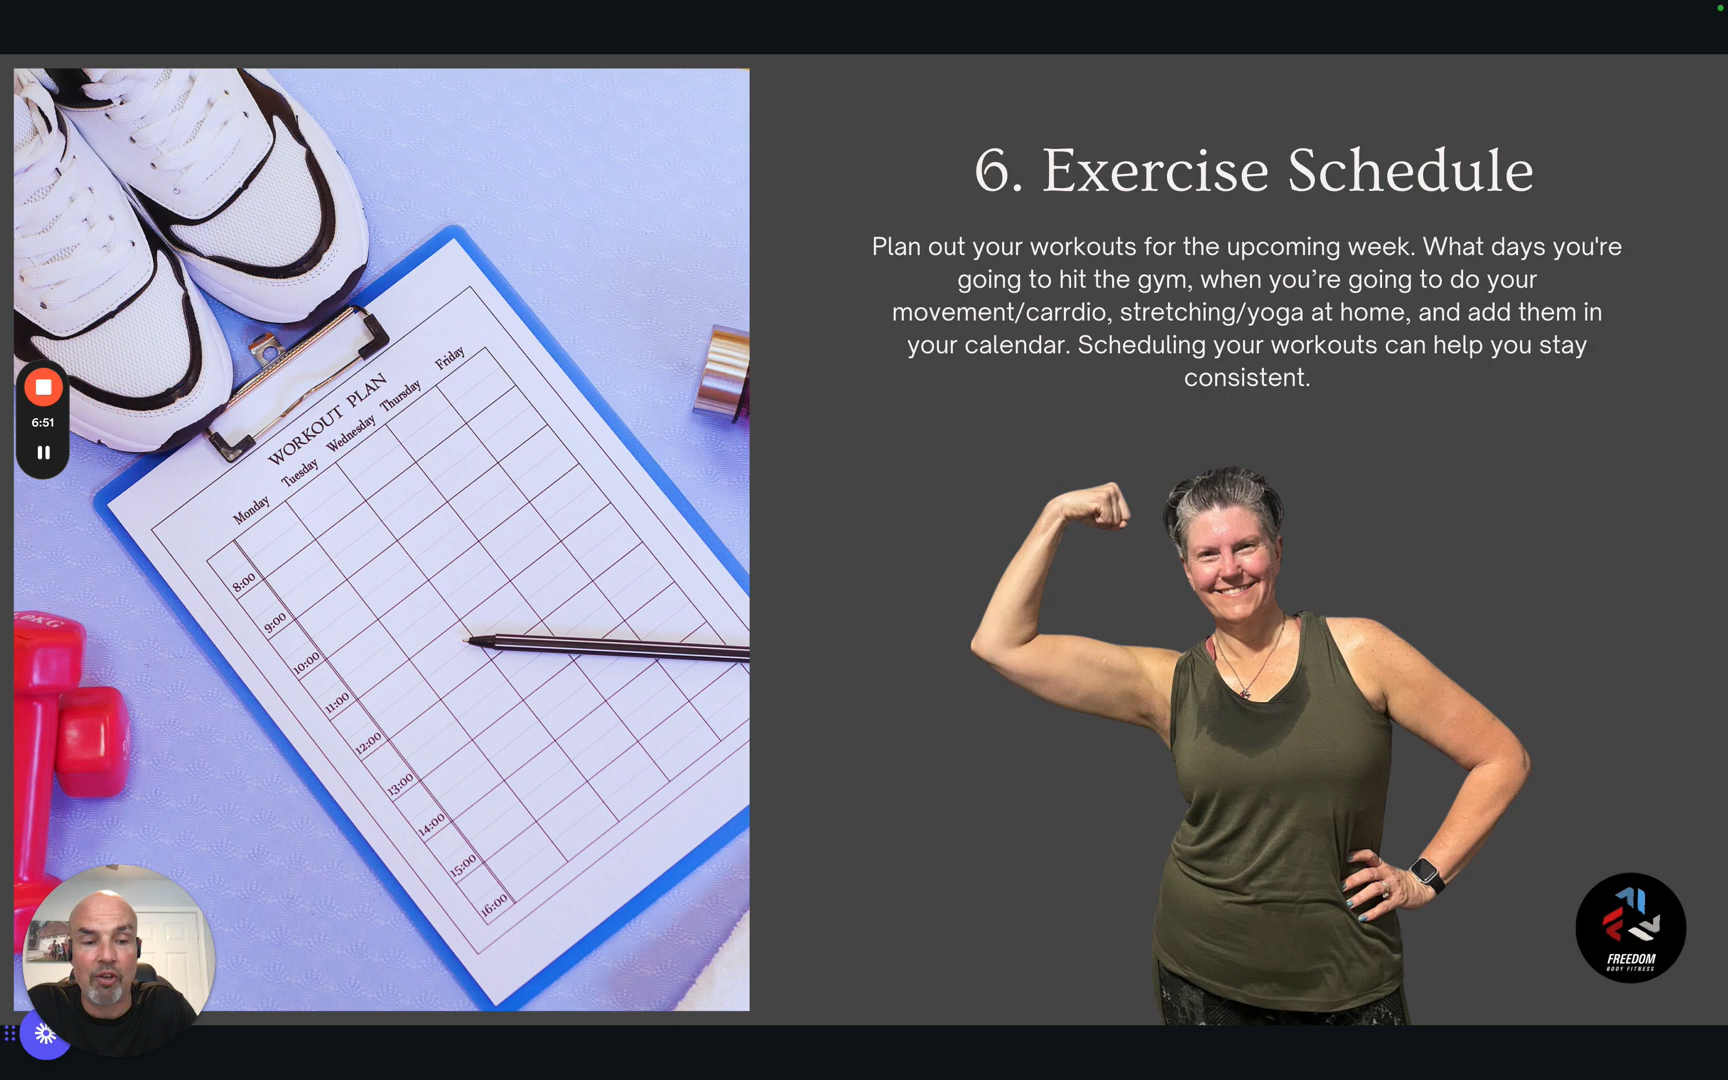 6. Exercise Schedule
Plan out your workouts for the upcoming week. What days you're
going to hit the gym, when you’re going to do your
movement/carrdio, stretching/yoga at home, and add them in
your calendar. Scheduling your workouts can help you stay
consistent.
WORKOUT PLAN
Monday Tuesday Wednesday Thursday Friday
8:00
9:00
10:00
11:00
12:00
13:00
14:00
15:00
16:00
6:51
FREEDOM
BODY FITNESS